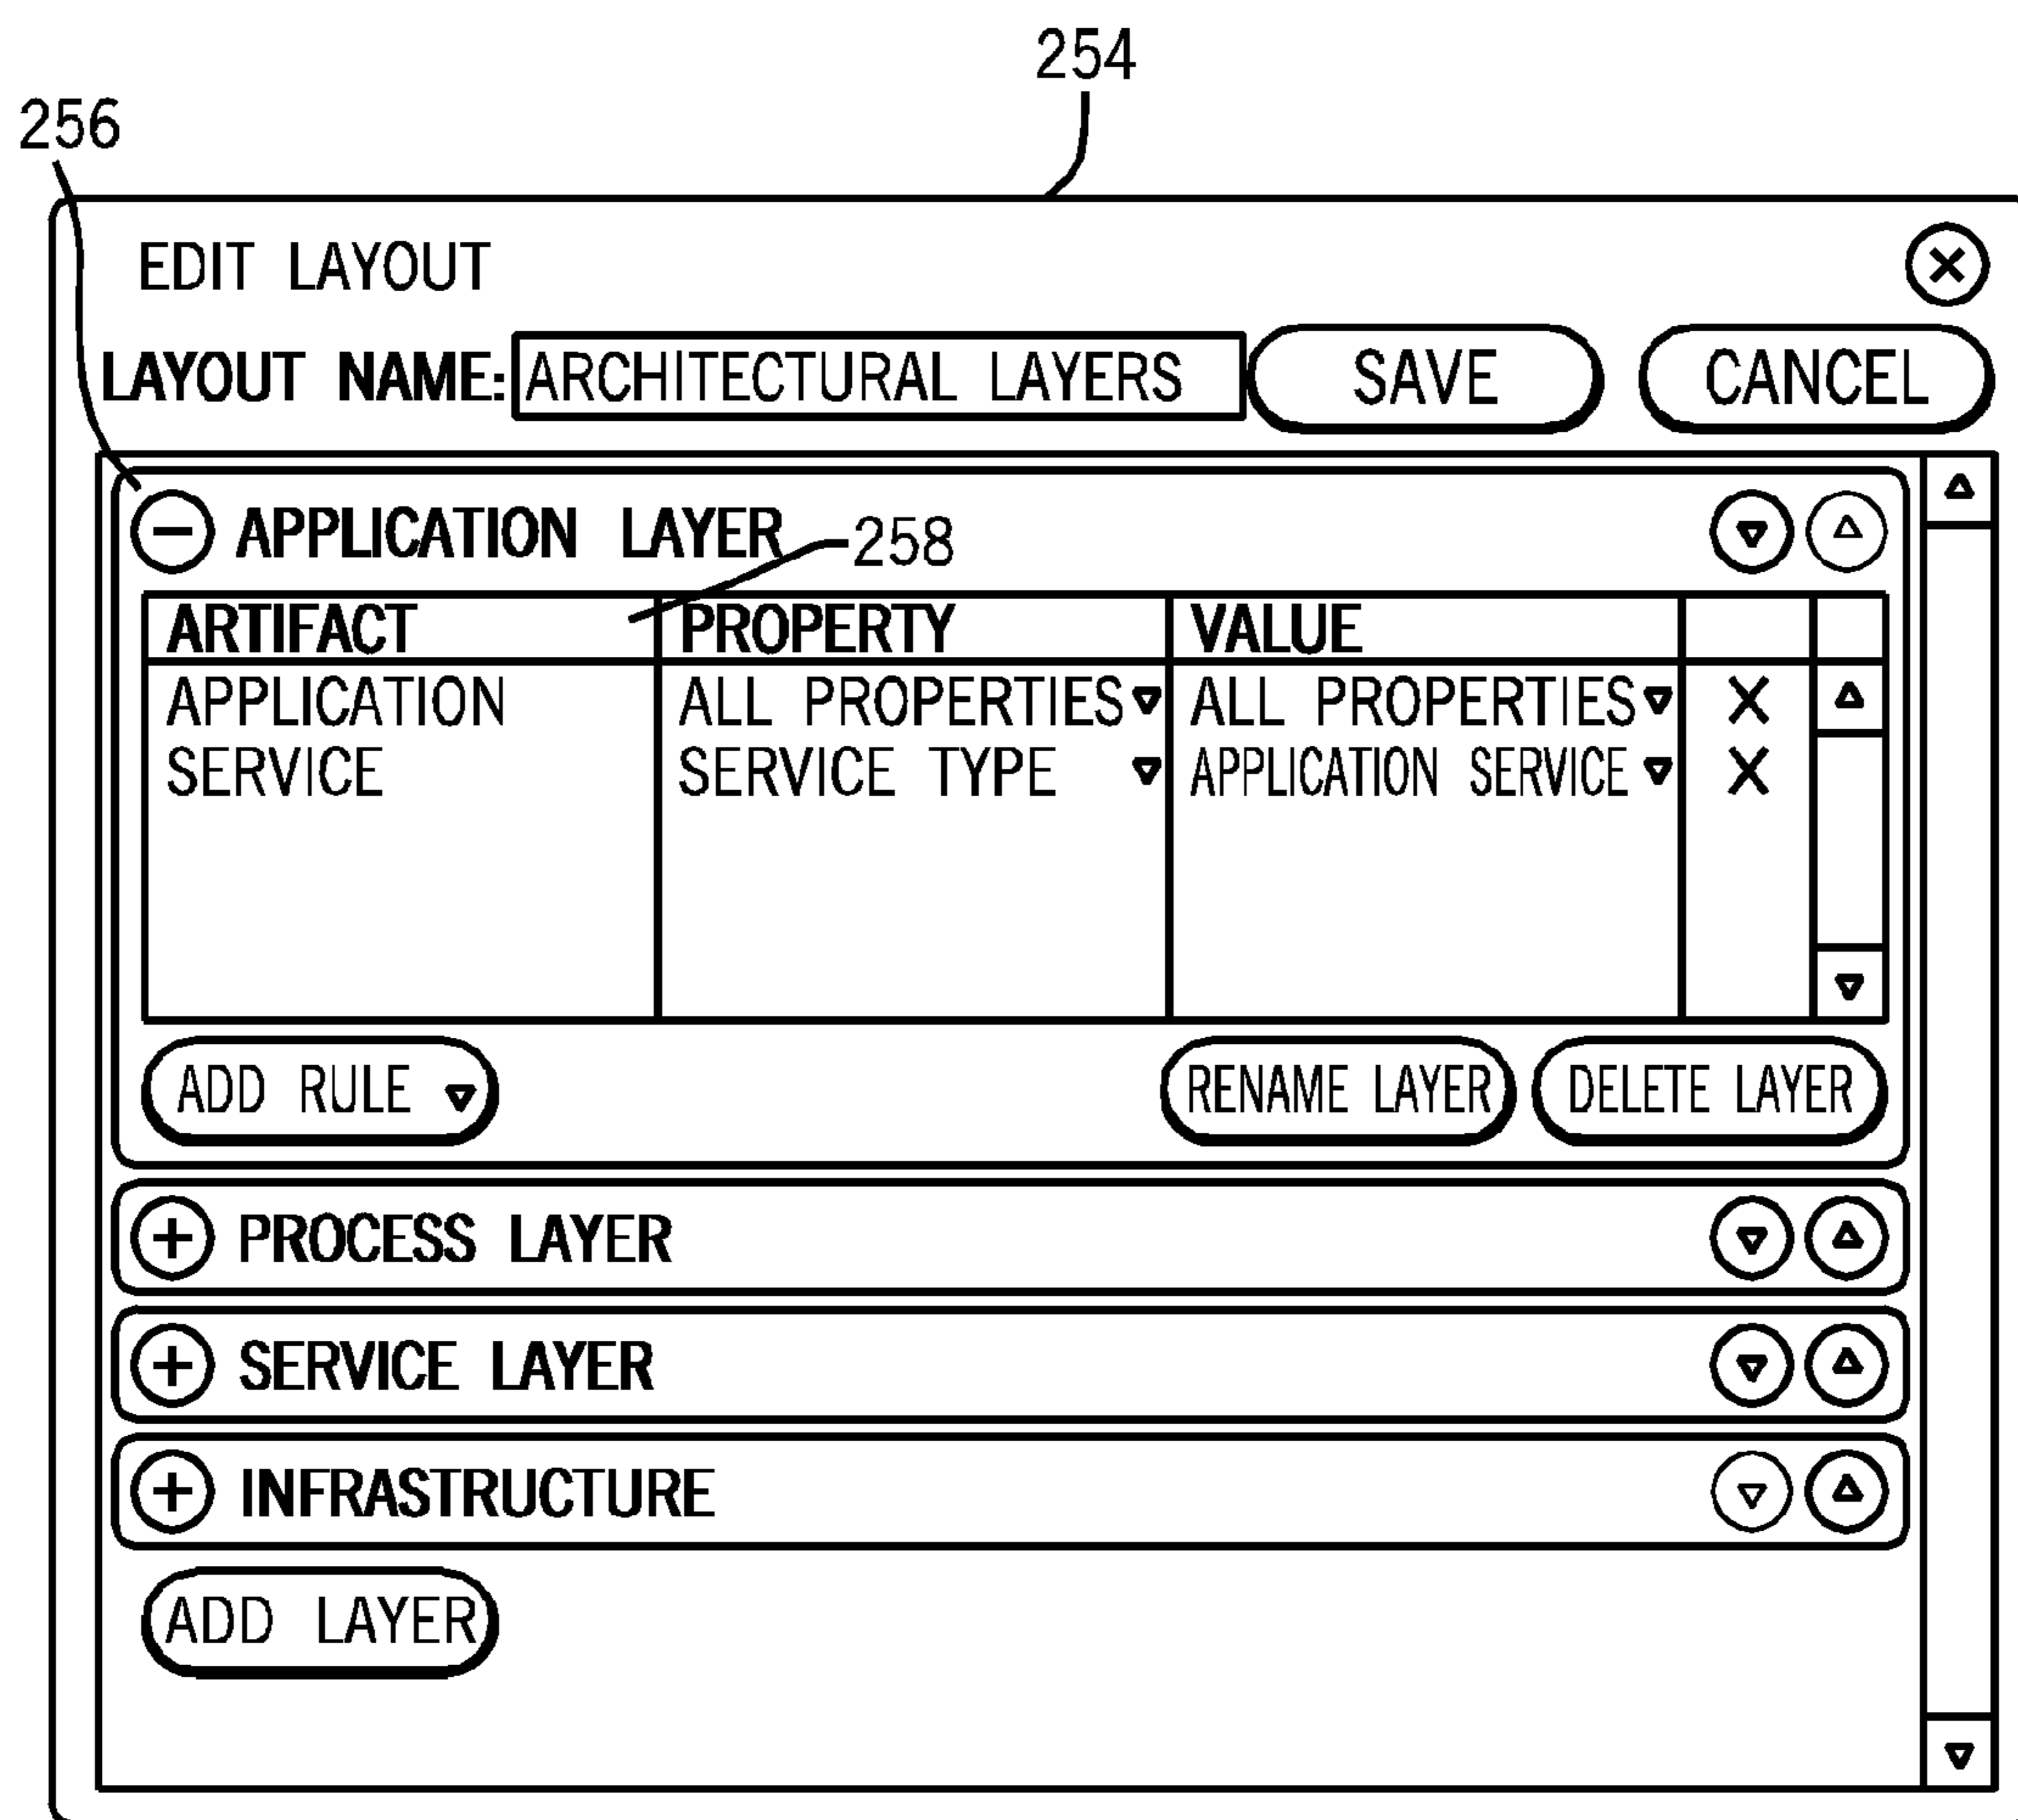 254
256
EDIT LAYOUT
LAYOUT NAME: ARCHITECTURAL LAYERS SAVE CANCEL
APPLICATION LAYER
258
ARTIFACT PROPERTY VALUE
APPLICATION ALL PROPERTIES ALL PROPERTIES X
SERVICE SERVICE TYPE APPLICATION SERVICE X
ADD RULE RENAME LAYER DELETE LAYER
PROCESS LAYER
SERVICE LAYER
INFRASTRUCTURE
ADD LAYER